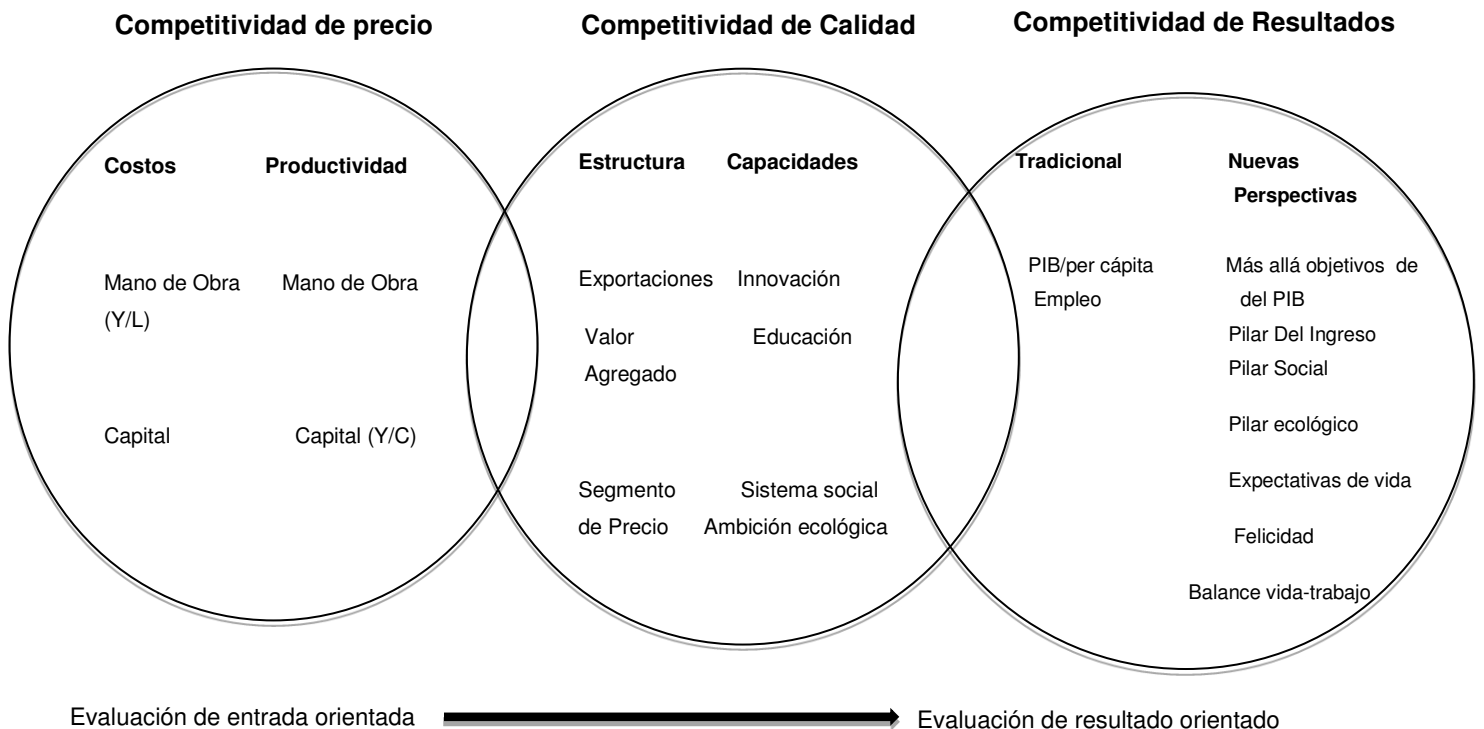 Competitividad de precio
Competitividad de Calidad
Competitividad de Resultados
Costos
Productividad
Mano de Obra
(Y/L)
Mano de Obra
Capital
Capital (Y/C)
Estructura
Capacidades
Exportaciones
Innovación
Valor
Agregado
Educación
Segmento
de Precio
Sistema social
Ambición ecológica
Tradicional
PIB/per cápita
Empleo
Nuevas
Perspectivas
Más allá objetivos de
del PIB
Pilar Del Ingreso
Pilar Social
Pilar ecológico
Expectativas de vida
Felicidad
Balance vida-trabajo
Evaluación de entrada orientada
Evaluación de resultado orientado